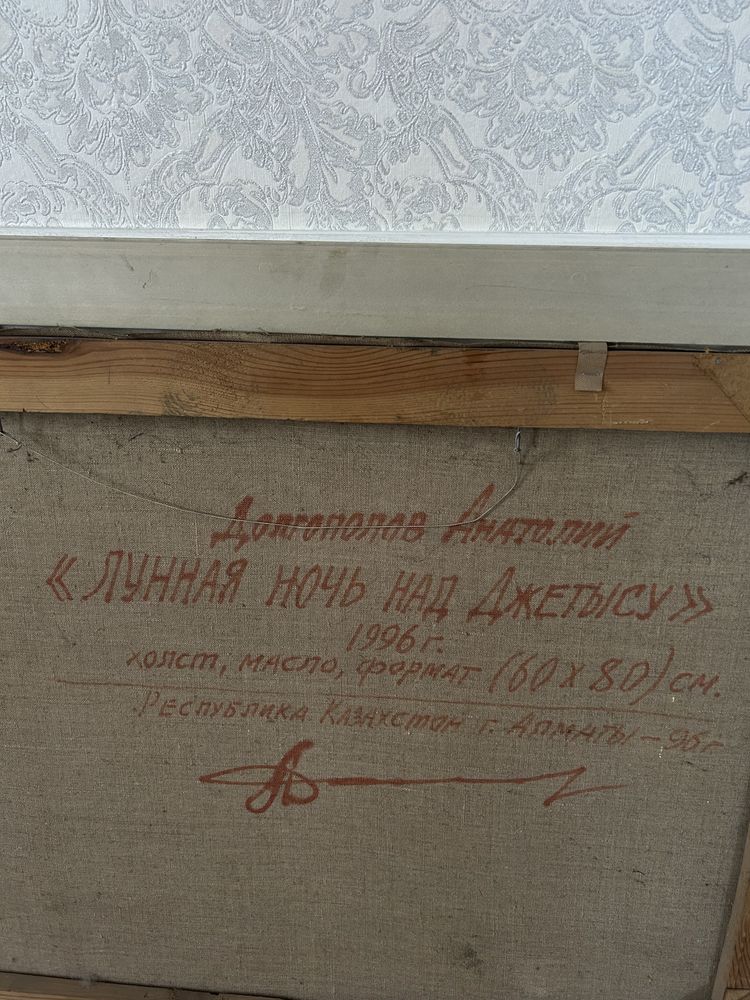 Долгополов Анатолий
«ЛУННАЯ НОЧЬ НАД ДЖЕТЫСУ»
1996 г.
холст, масло, формат (60 х 80) см.
Республика Казахстан г. Алматы – 96 г